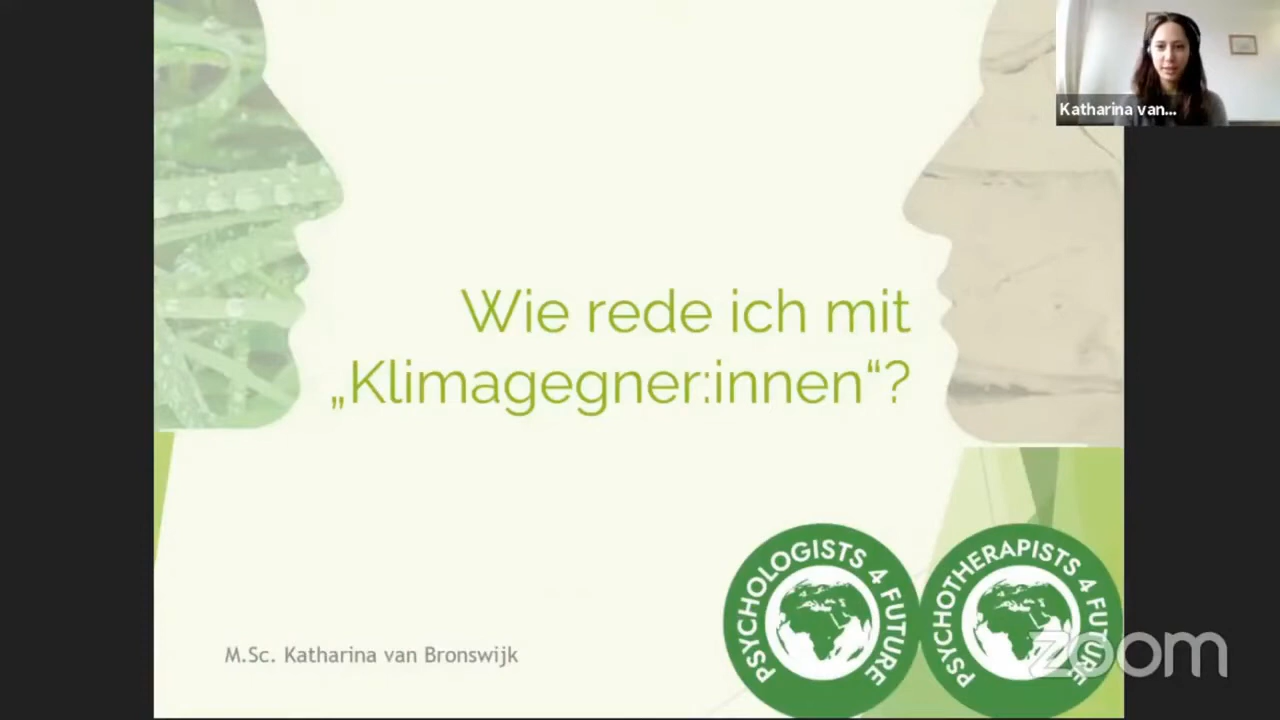 Katharina van...
Wie rede ich mit
„Klimagegner:innen“?
PSYCHOLOGISTS 4 FUTURE
PSYCHOTHERAPISTS 4 FUTURE
M.Sc. Katharina van Bronswijk
zoom